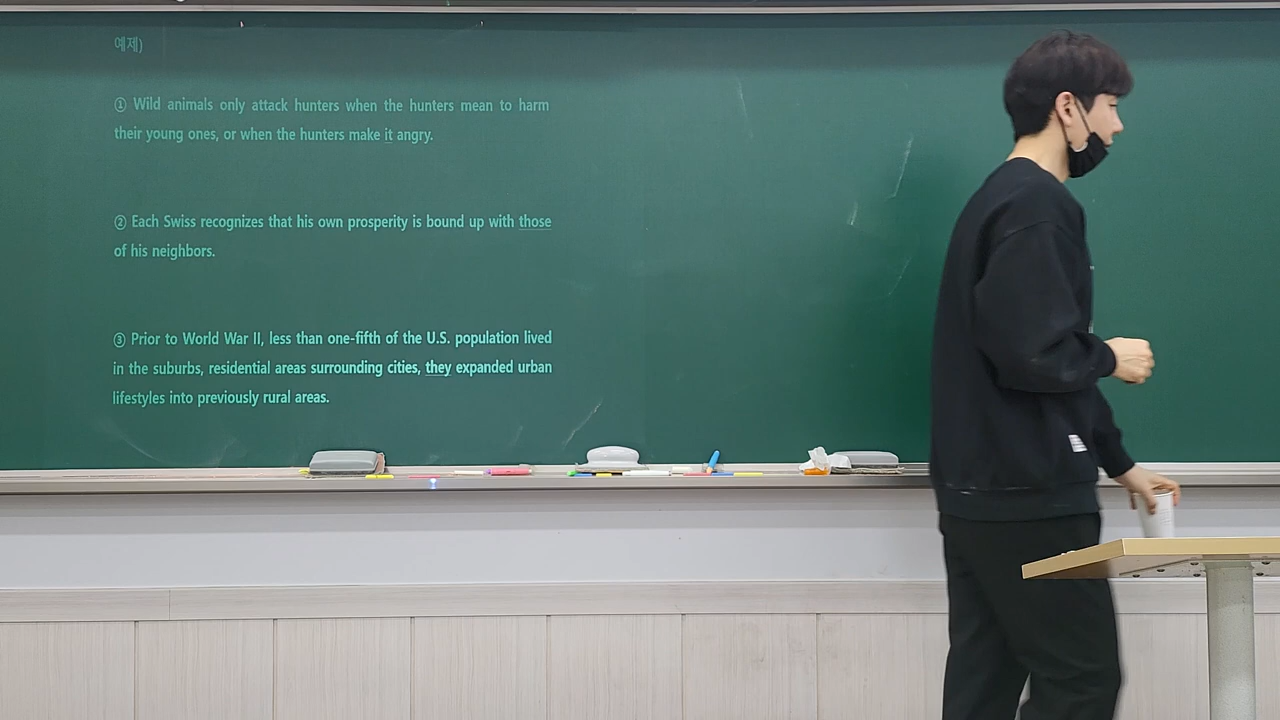 예제)
① Wild animals only attack hunters when the hunters mean to harm
their young ones, or when the hunters make it angry.
② Each Swiss recognizes that his own prosperity is bound up with those
of his neighbors.
③ Prior to World War II, less than one-fifth of the U.S. population lived
in the suburbs, residential areas surrounding cities, they expanded urban
lifestyles into previously rural areas.